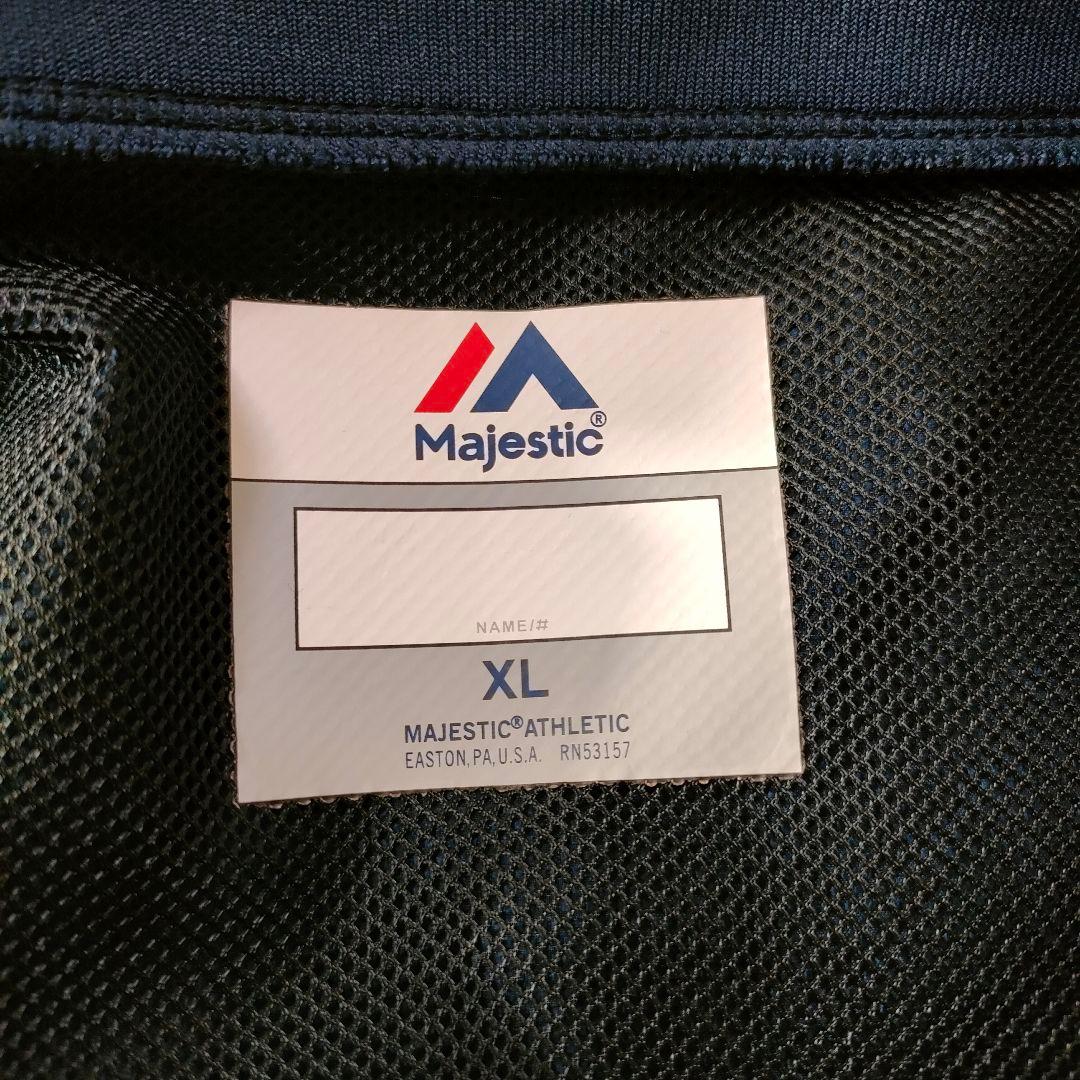 Majestic®
NAME/#
XL
MAJESTIC® ATHLETIC
EASTON, PA, U.S.A. RN53157